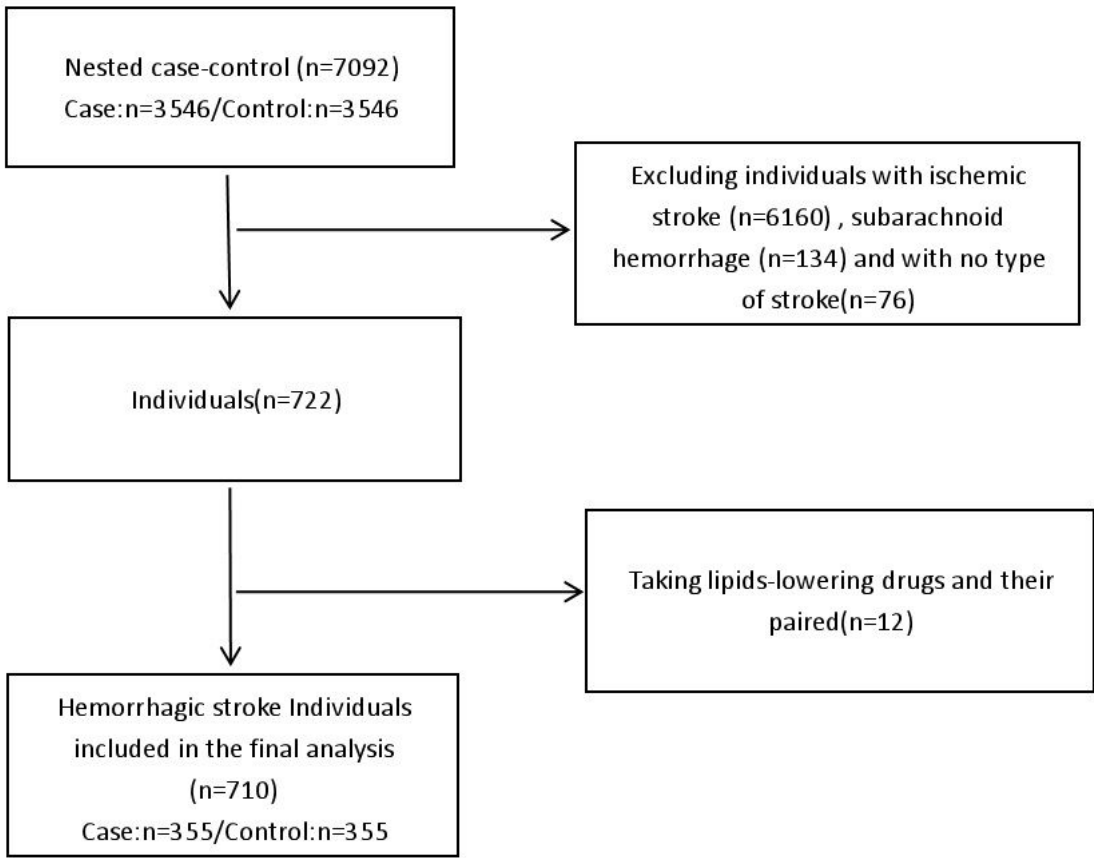 Nested case-control (n=7092)
Case:n=3546/Control:n=3546
Excluding individuals with ischemic
stroke (n=6160) , subarachnoid
hemorrhage (n=134) and with no type
of stroke(n=76)
Individuals(n=722)
Taking lipids-lowering drugs and their
paired(n=12)
Hemorrhagic stroke Individuals
included in the final analysis
(n=710)
Case:n=355/Control:n=355